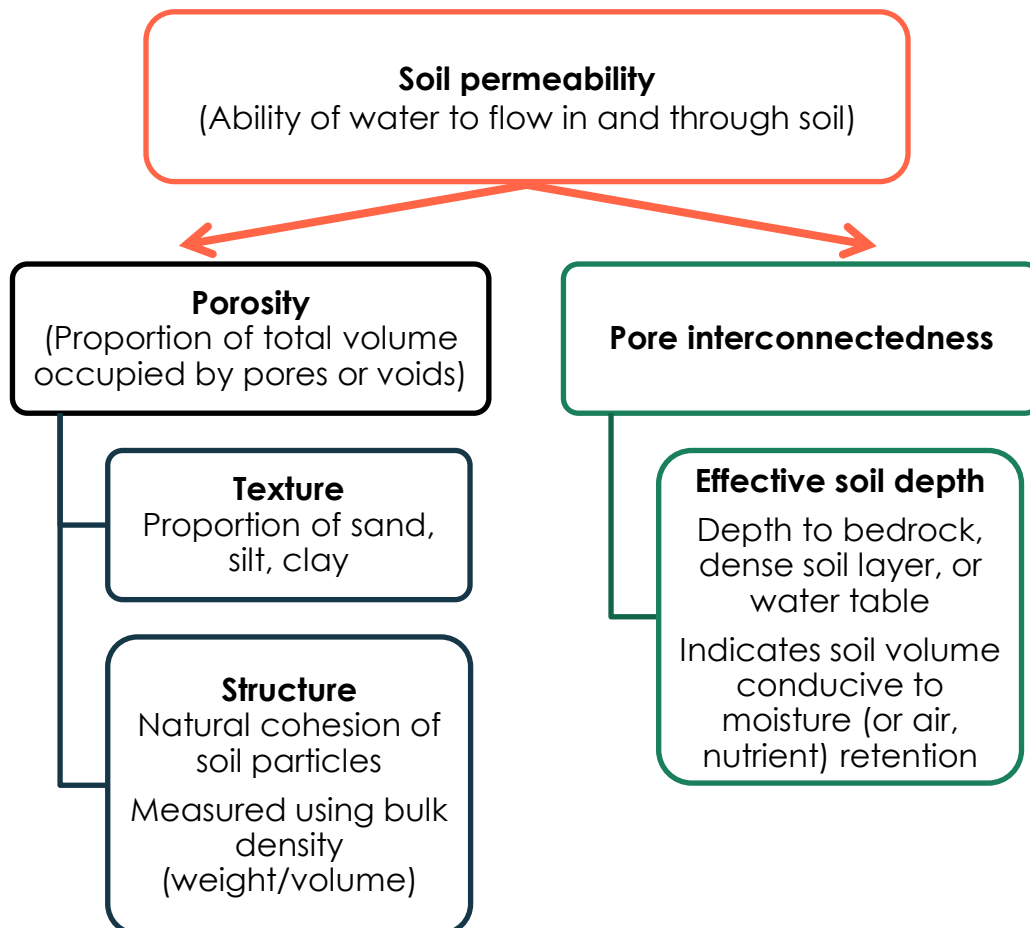 Soil permeability
(Ability of water to flow in and through soil)
Porosity
(Proportion of total volume
occupied by pores or voids)
Texture
Proportion of sand,
silt, clay
Structure
Natural cohesion of
soil particles
Measured using bulk
density
(weight/volume)
Pore interconnectedness
Effective soil depth
Depth to bedrock,
dense soil layer, or
water table
Indicates soil volume
conducive to
moisture (or air,
nutrient) retention